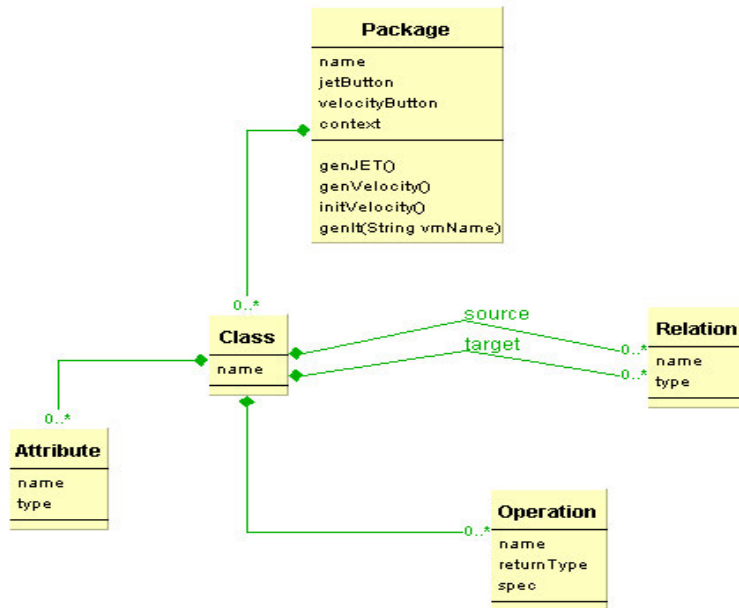 Package
name
jetButton
velocityButton
context
genJET()
genVelocity()
initVelocity()
genIt(String vmName)
0..*
Class
name
source
target
0..*
0..*
Relation
name
type
0..*
Attribute
name
type
0..*
Operation
name
returnType
spec